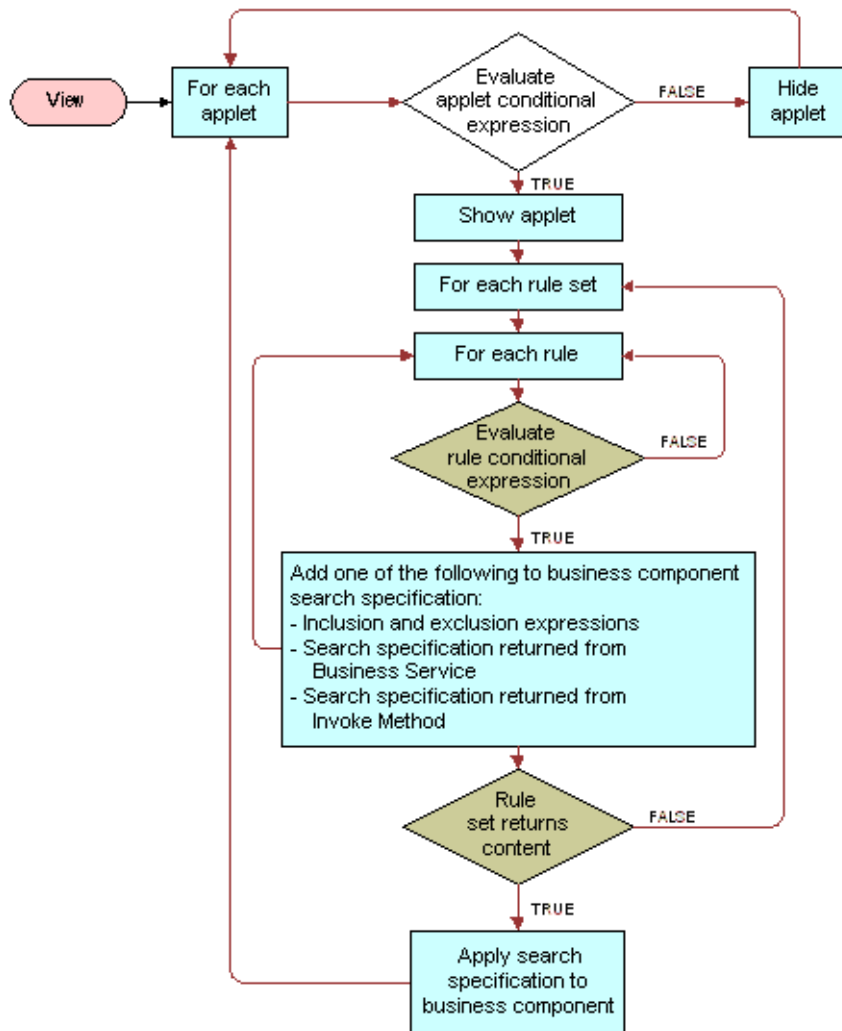 View
For each
applet
Evaluate
applet conditional
expression
FALSE
Hide
applet
TRUE
Show applet
For each rule set
For each rule
Evaluate
rule conditional
expression
FALSE
TRUE
Add one of the following to business component
search specification:
- Inclusion and exclusion expressions
- Search specification returned from
Business Service
- Search specification returned from
Invoke Method
Rule
set returns
content
FALSE
TRUE
Apply search
specification to
business component